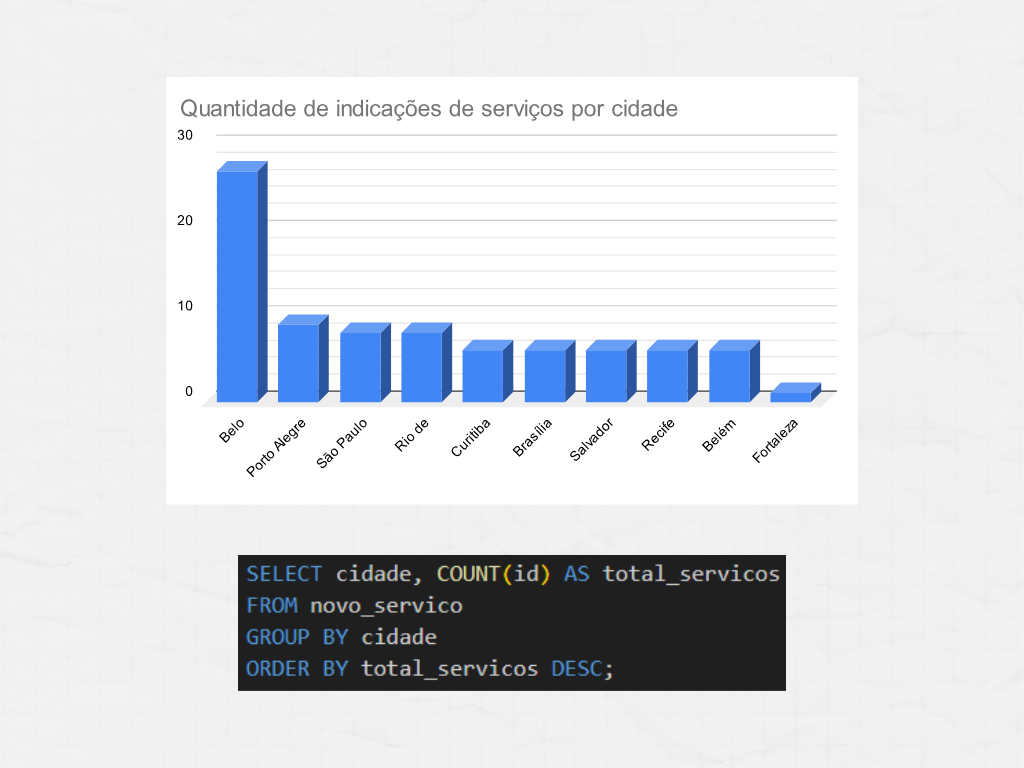 Quantidade de indicações de serviços por cidade
30
20
10
0
Belo
Porto Alegre
São Paulo
Rio de
Curitiba
Brasília
Salvador
Recife
Belém
Fortaleza
SELECT cidade, COUNT(id) AS total_servicos
FROM novo_servico
GROUP BY cidade
ORDER BY total_servicos DESC;